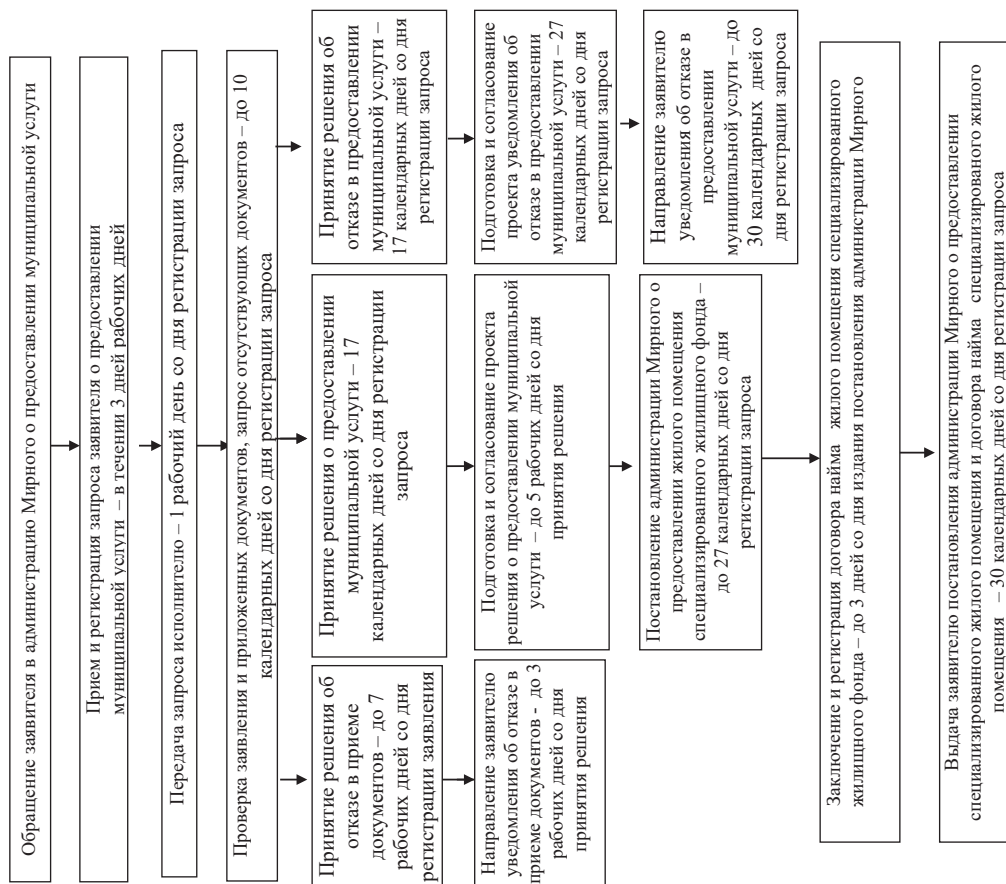 Обращение заявителя в администрацию Мирного о предоставлении муниципальной услуги
Прием и регистрация запроса заявителя о предоставлении
муниципальной услуги – в течении 3 дней рабочих дней
Передача запроса исполнителю – 1 рабочий день со дня регистрации запроса
Проверка заявления и приложенных документов, запрос отсутствующих документов – до 10
календарных дней со дня регистрации запроса
Принятие решения об
отказе в приеме
документов – до 7
рабочих дней со дня
регистрации заявления
Направление заявителю
уведомления об отказе в
приеме документов - до 3
рабочих дней со дня
принятия решения
Принятие решения о предоставлении
муниципальной услуги – 17
календарных дней со дня регистрации
запроса
Подготовка и согласование проекта
решения о предоставлении муниципальной
услуги – до 5 рабочих дней со дня
принятия решения
Постановление администрации Мирного о
предоставлении жилого помещения
специализированного жилищного фонда –
до 27 календарных дней со дня
регистрации запроса
Принятие решения об
отказе в предоставлении
муниципальной услуги –
17 календарных дней со дня
регистрации запроса
Подготовка и согласование
проекта уведомления об
отказе в предоставлении
муниципальной услуги – 27
календарных дней со дня
регистрации запроса
Направление заявителю
уведомления об отказе в
предоставлении
муниципальной услуги – до
30 календарных дней со
дня регистрации запроса
Заключение и регистрация договора найма жилого помещения специализированного
жилищного фонда – до 3 дней со дня издания постановления администрации Мирного
Выдача заявителю постановления администрации Мирного о предоставлении
специализированного жилого помещения и договора найма специализированого жилого
помещения – 30 календарных дней со дня регистрации запроса